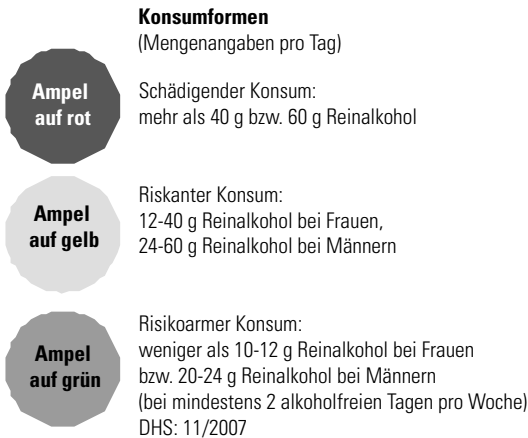 Konsumformen
(Mengenangaben pro Tag)
Ampel
auf rot
Schädigender Konsum:
mehr als 40 g bzw. 60 g Reinalkohol
Ampel
auf gelb
Riskanter Konsum:
12-40 g Reinalkohol bei Frauen,
24-60 g Reinalkohol bei Männern
Ampel
auf grün
Risikoarmer Konsum:
weniger als 10-12 g Reinalkohol bei Frauen
bzw. 20-24 g Reinalkohol bei Männern
(bei mindestens 2 alkoholfreien Tagen pro Woche)
DHS: 11/2007